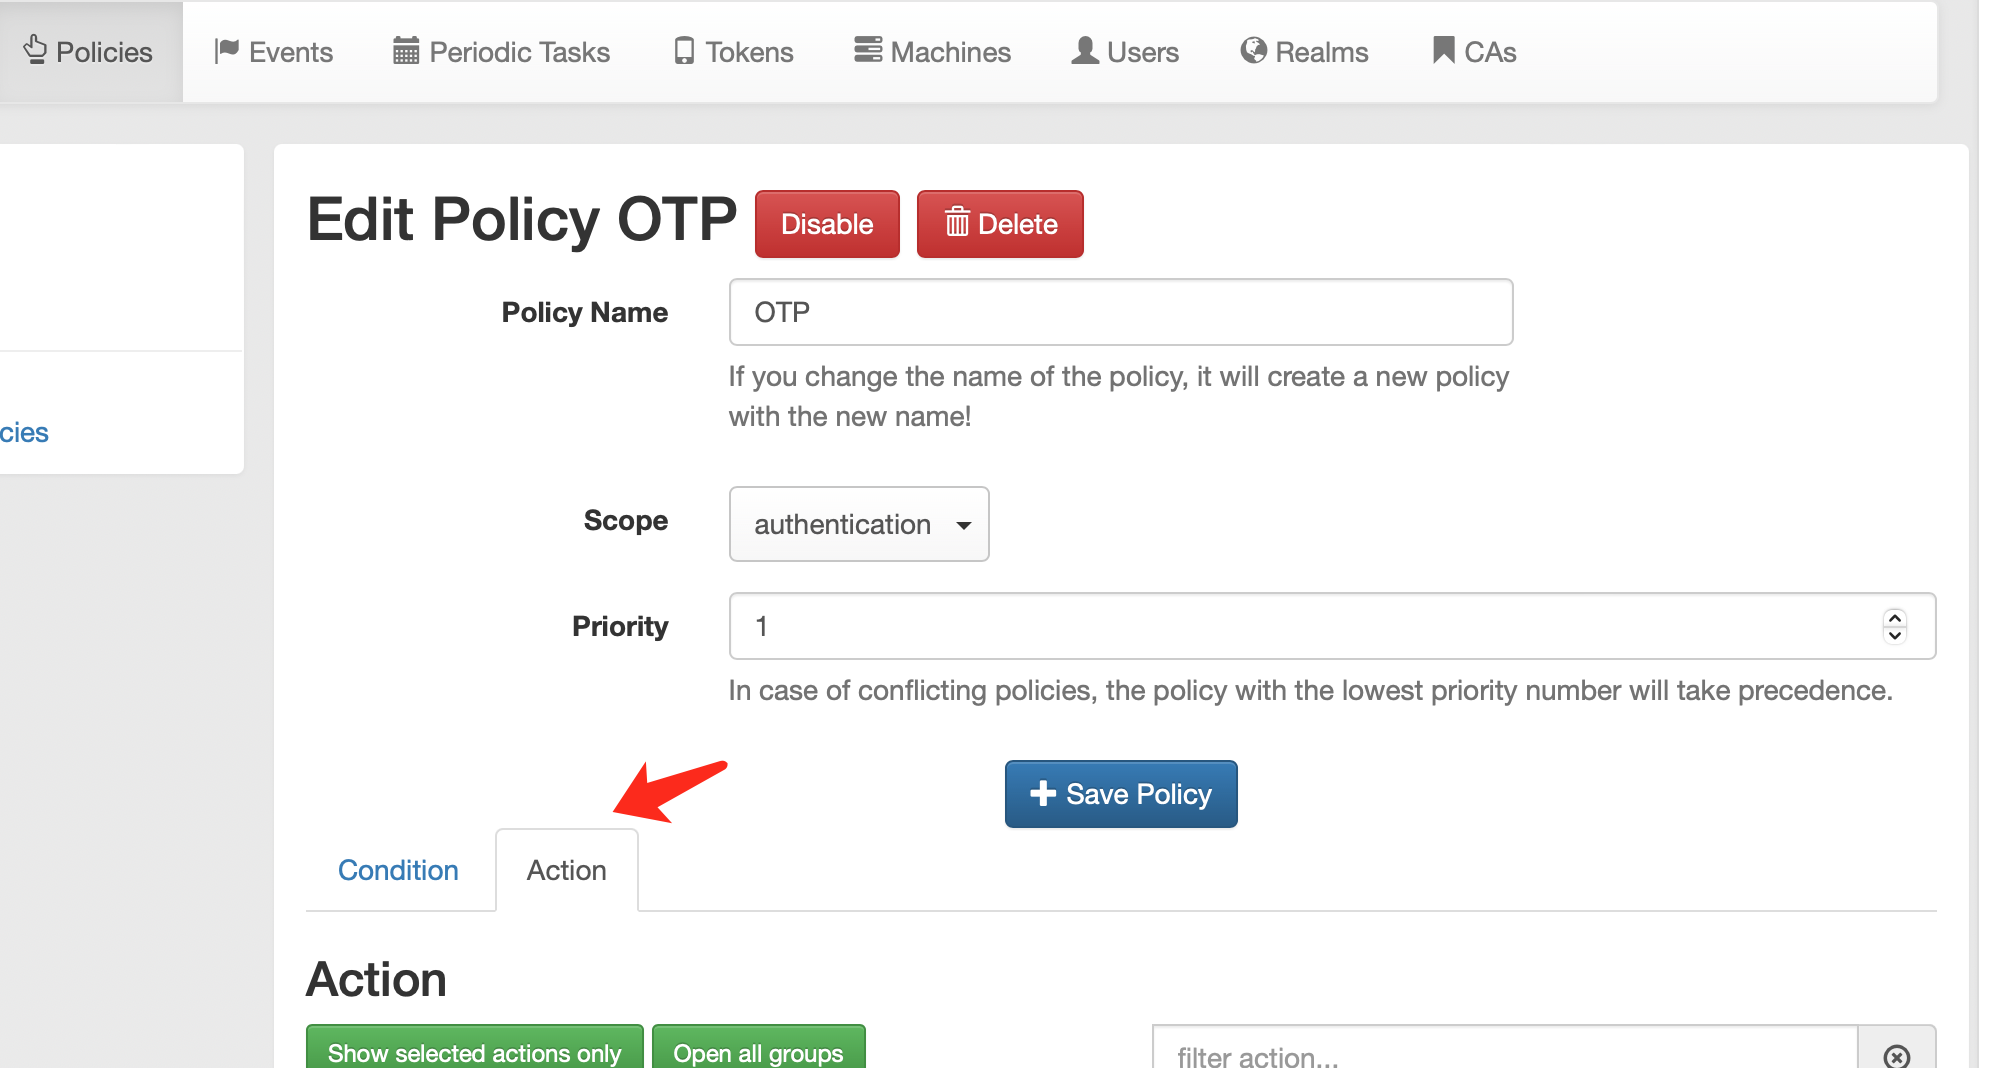 Policies Events Periodic Tasks Tokens Machines Users Realms CAs
cies
Edit Policy OTP Disable Delete
Policy Name OTP
If you change the name of the policy, it will create a new policy
with the new name!
Scope authentication
Priority 1
In case of conflicting policies, the policy with the lowest priority number will take precedence.
Save Policy
Condition Action
Action
Show selected actions only Open all groups filter action...